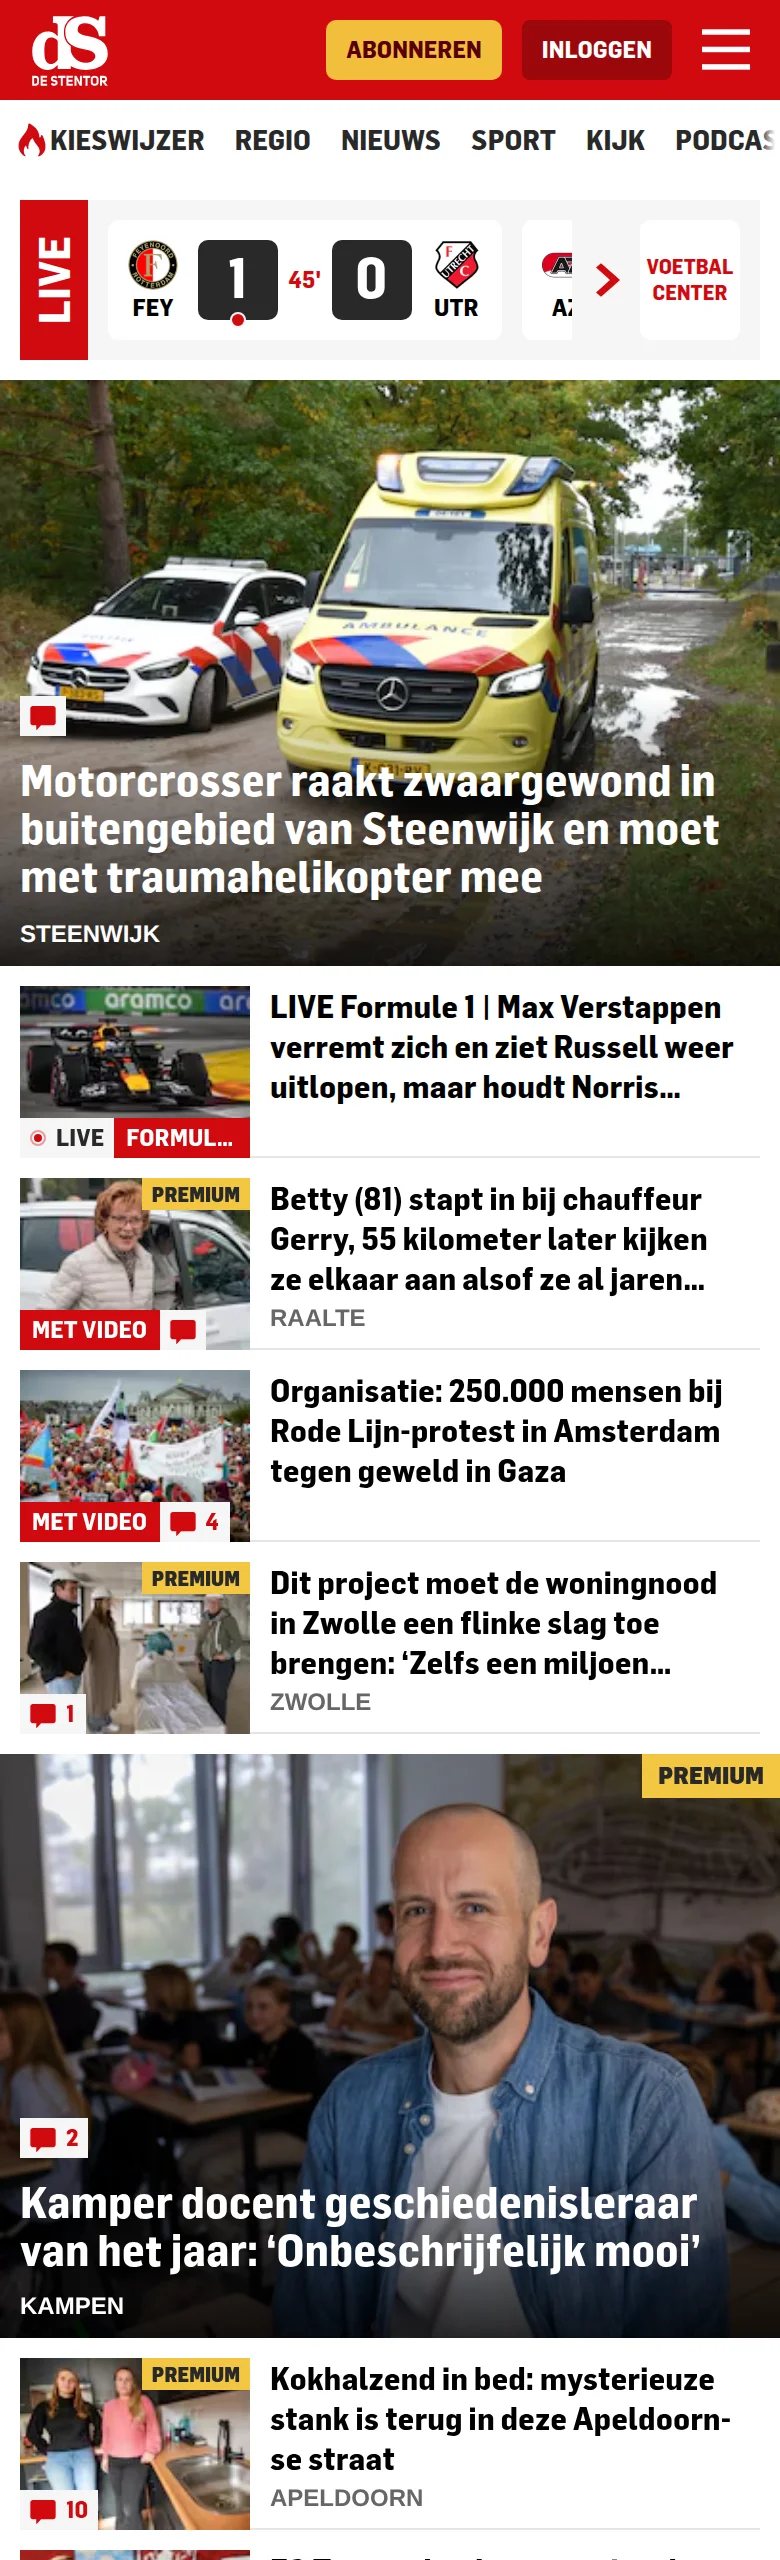 dS
DE STENTOR
ABONNEREN
INLOGGEN
KIESWIJZER REGIO NIEUWS SPORT KIJK PODCAS
LIVE
FEY
1
45'
0
UTR
AZ
VOETBAL
CENTER
AMBULANCE
Motorcrosser raakt zwaargewond in
buitengebied van Steenwijk en moet
met traumahelikopter mee
STEENWIJK
aramco
LIVE
FORMUL...
LIVE Formule 1 | Max Verstappen
verremt zich en ziet Russell weer
uitlopen, maar houdt Norris...
PREMIUM
MET VIDEO
Betty (81) stapt in bij chauffeur
Gerry, 55 kilometer later kijken
ze elkaar aan alsof ze al jaren...
RAALTE
MET VIDEO
4
Organisatie: 250.000 mensen bij
Rode Lijn-protest in Amsterdam
tegen geweld in Gaza
PREMIUM
1
Dit project moet de woningnood
in Zwolle een flinke slag toe
brengen: ‘Zelfs een miljoen...
ZWOLLE
PREMIUM
2
Kamper docent geschiedenisleraar
van het jaar: ‘Onbeschrijfelijk mooi’
KAMPEN
PREMIUM
10
Kokhalzend in bed: mysterieuze
stank is terug in deze Apeldoorn-
se straat
APELDOORN